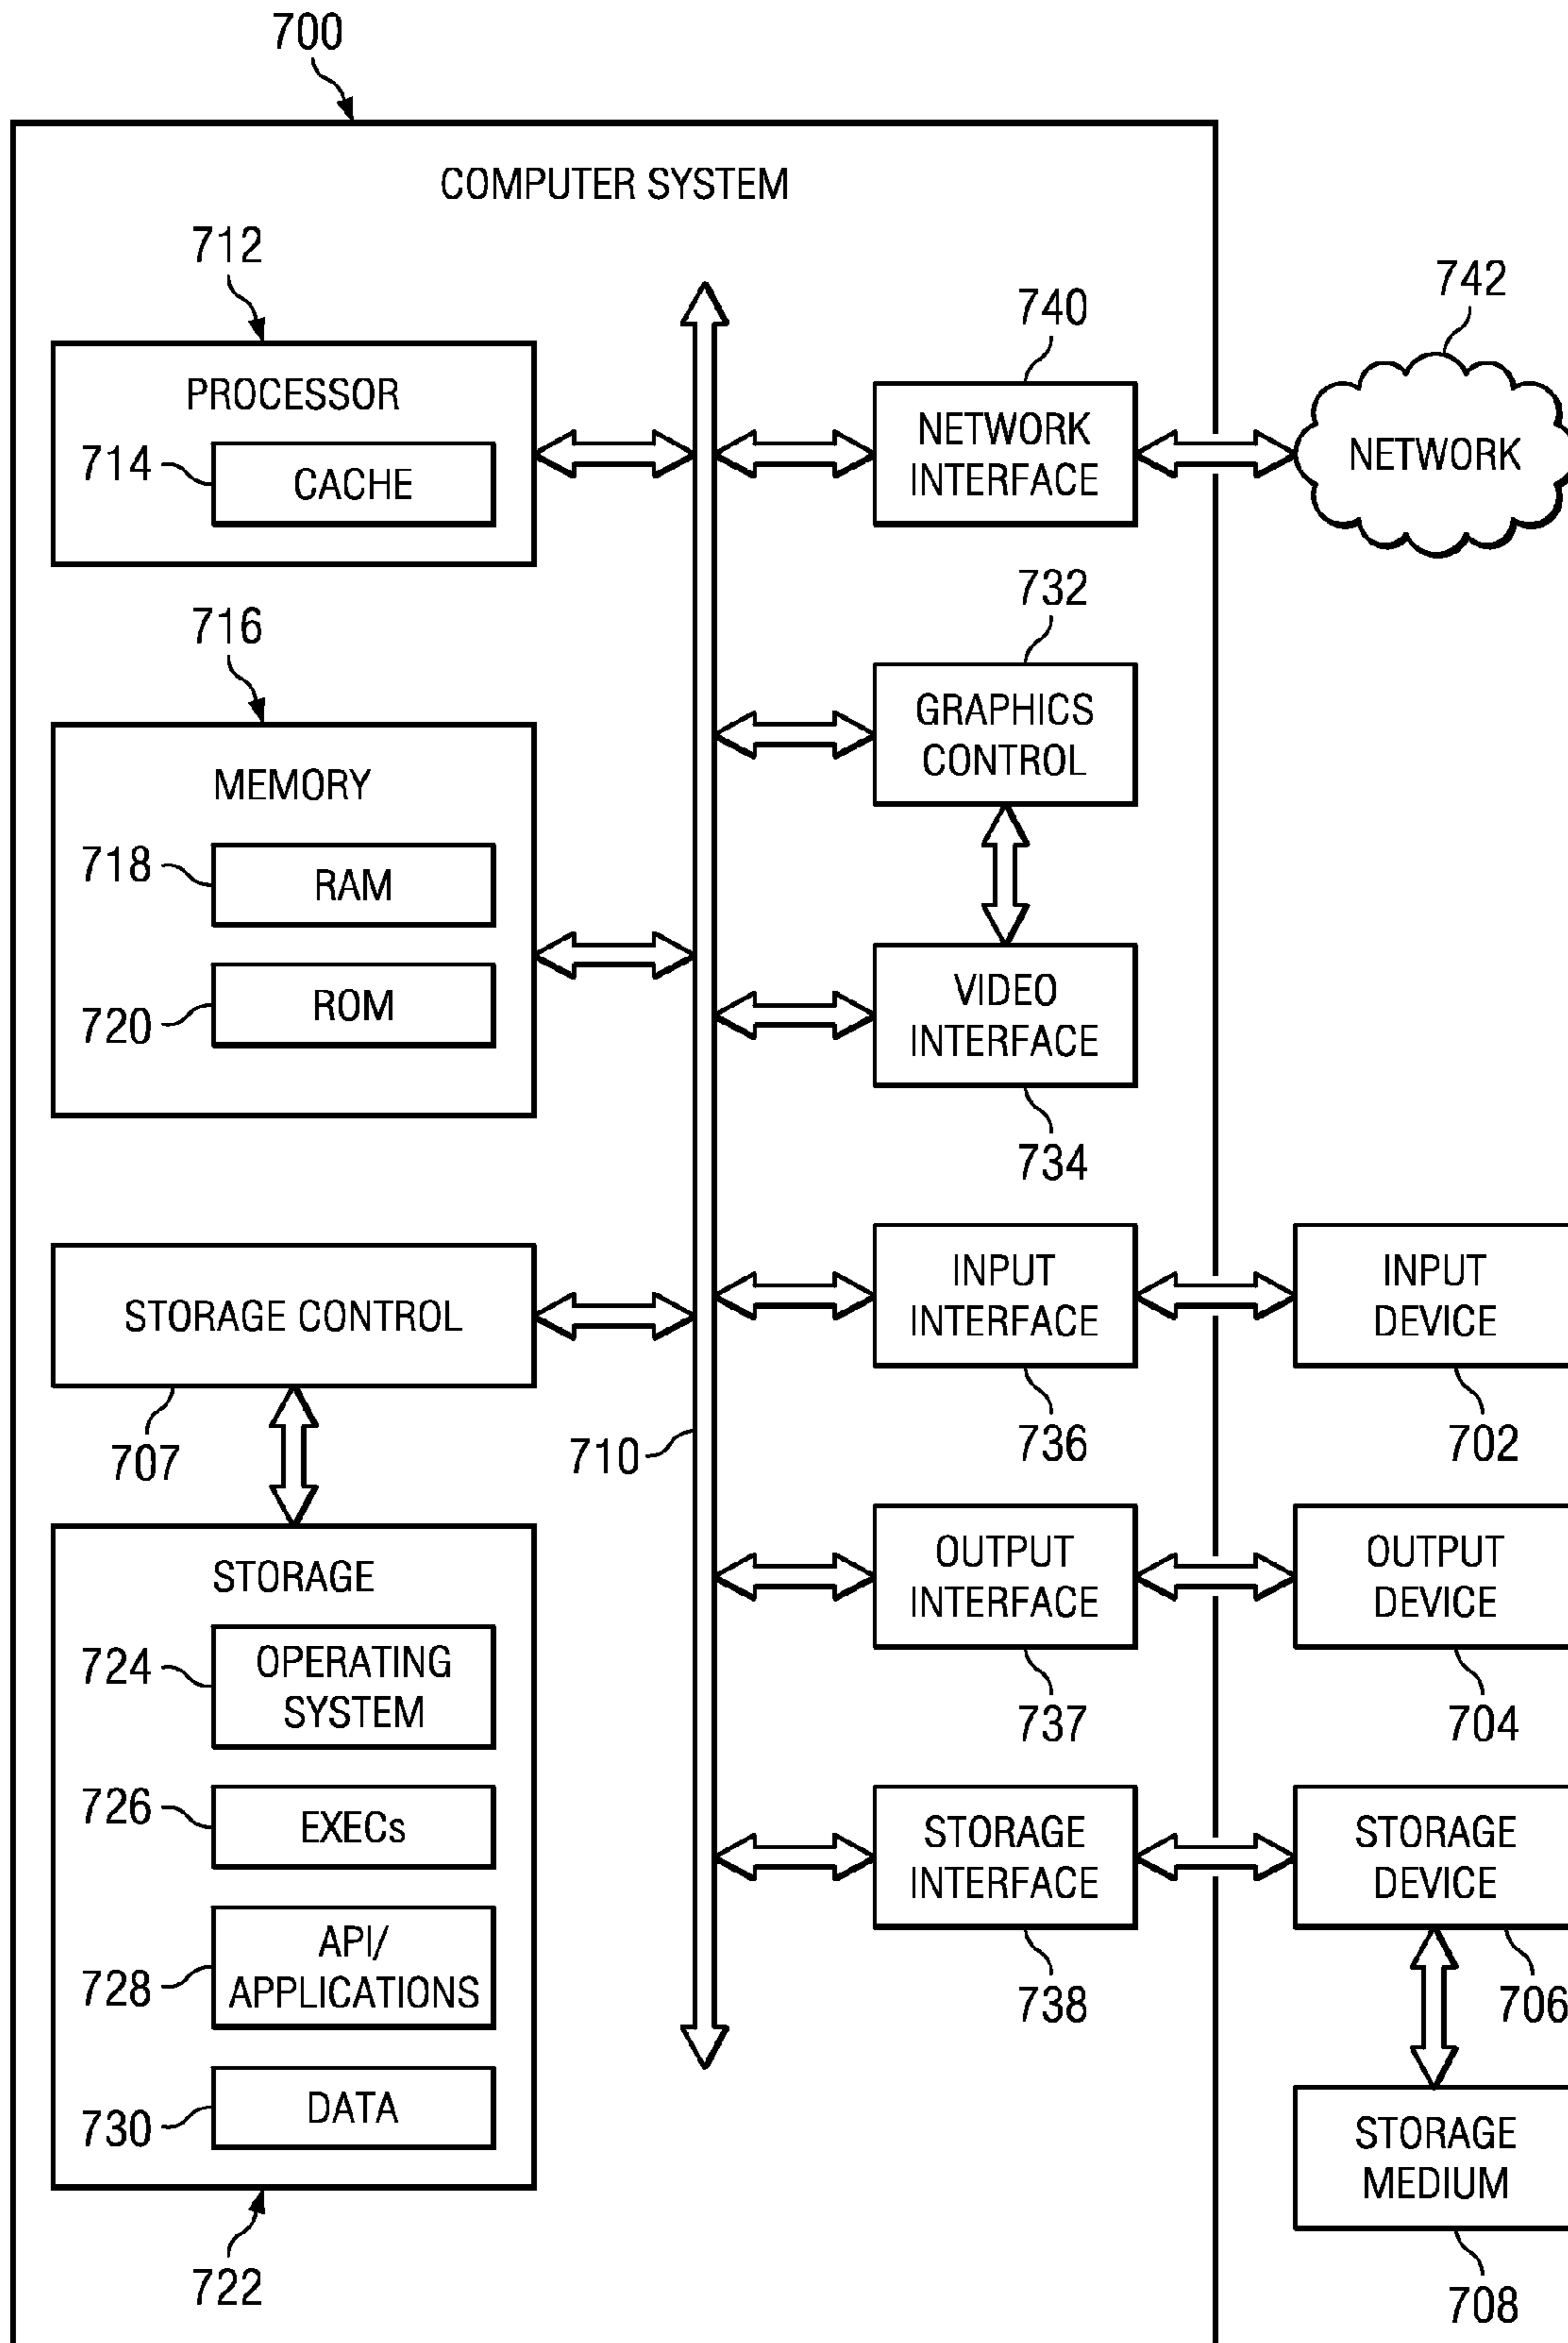 700
COMPUTER SYSTEM
712
PROCESSOR
714
CACHE
740
NETWORK
INTERFACE
742
NETWORK
716
MEMORY
718
RAM
720
ROM
732
GRAPHICS
CONTROL
VIDEO
INTERFACE
734
STORAGE CONTROL
707
710
INPUT
INTERFACE
736
INPUT
DEVICE
702
STORAGE
724
OPERATING
SYSTEM
726
EXECs
728
API/
APPLICATIONS
730
DATA
722
OUTPUT
INTERFACE
737
OUTPUT
DEVICE
704
STORAGE
INTERFACE
738
STORAGE
DEVICE
706
STORAGE
MEDIUM
708